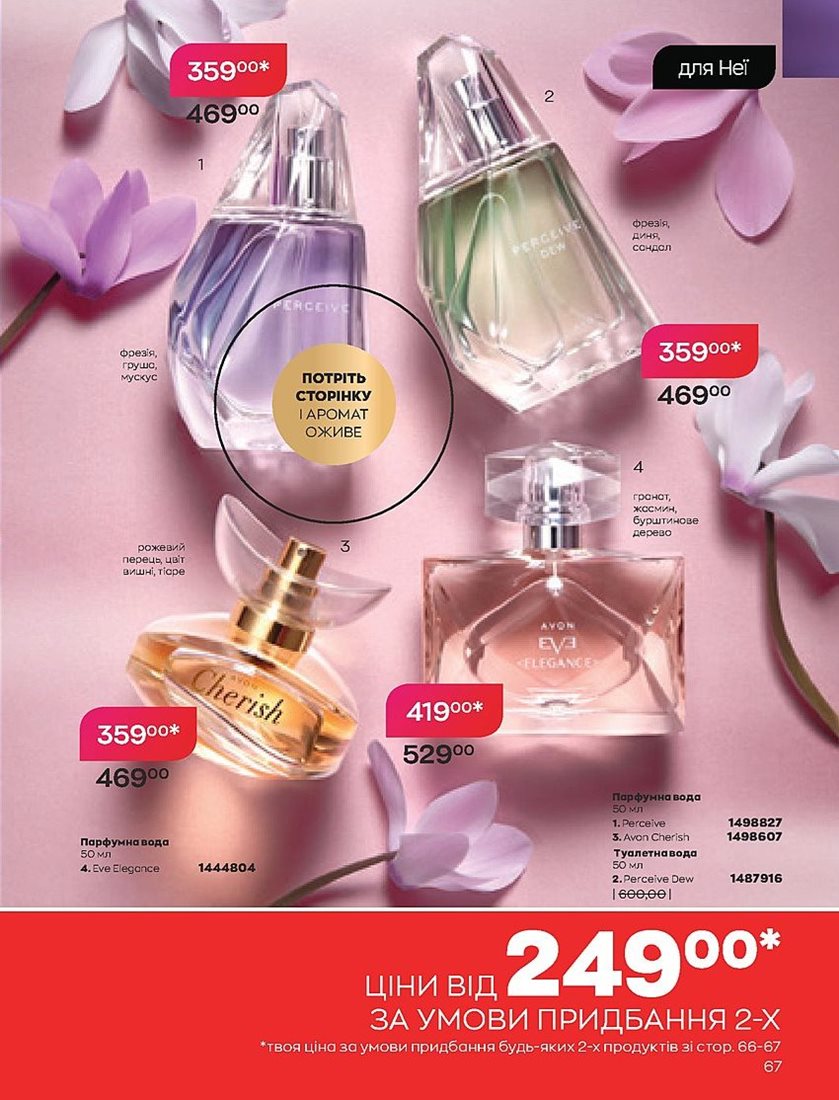 359⁰⁰*
469⁰⁰
для Неї
1
2
PERCEIVE
PERCEIVE
DEW
фрезія,
диня,
сандал
фрезія,
груша,
мускус
359⁰⁰*
469⁰⁰
ПОТРІТЬ
СТОРІНКУ
І АРОМАТ
ОЖИВЕ
4
гранат,
жасмин,
бурштинове
дерево
3
рожевий
перець, цвіт
вишні, тіаре
AVON
EVE
ELEGANCE
AVON
Cherish
359⁰⁰*
469⁰⁰
419⁰⁰*
529⁰⁰
Парфумна вода
50 мл
1. Perceive 1498827
3. Avon Cherish 1498607
Туалетна вода
50 мл
2. Perceive Dew 1487916
| 600,00 |
Парфумна вода
50 мл
4. Eve Elegance 1444804
ЦІНИ ВІД 249⁰⁰*
ЗА УМОВИ ПРИДБАННЯ 2-Х
*твоя ціна за умови придбання будь-яких 2-х продуктів зі стор. 66-67
67